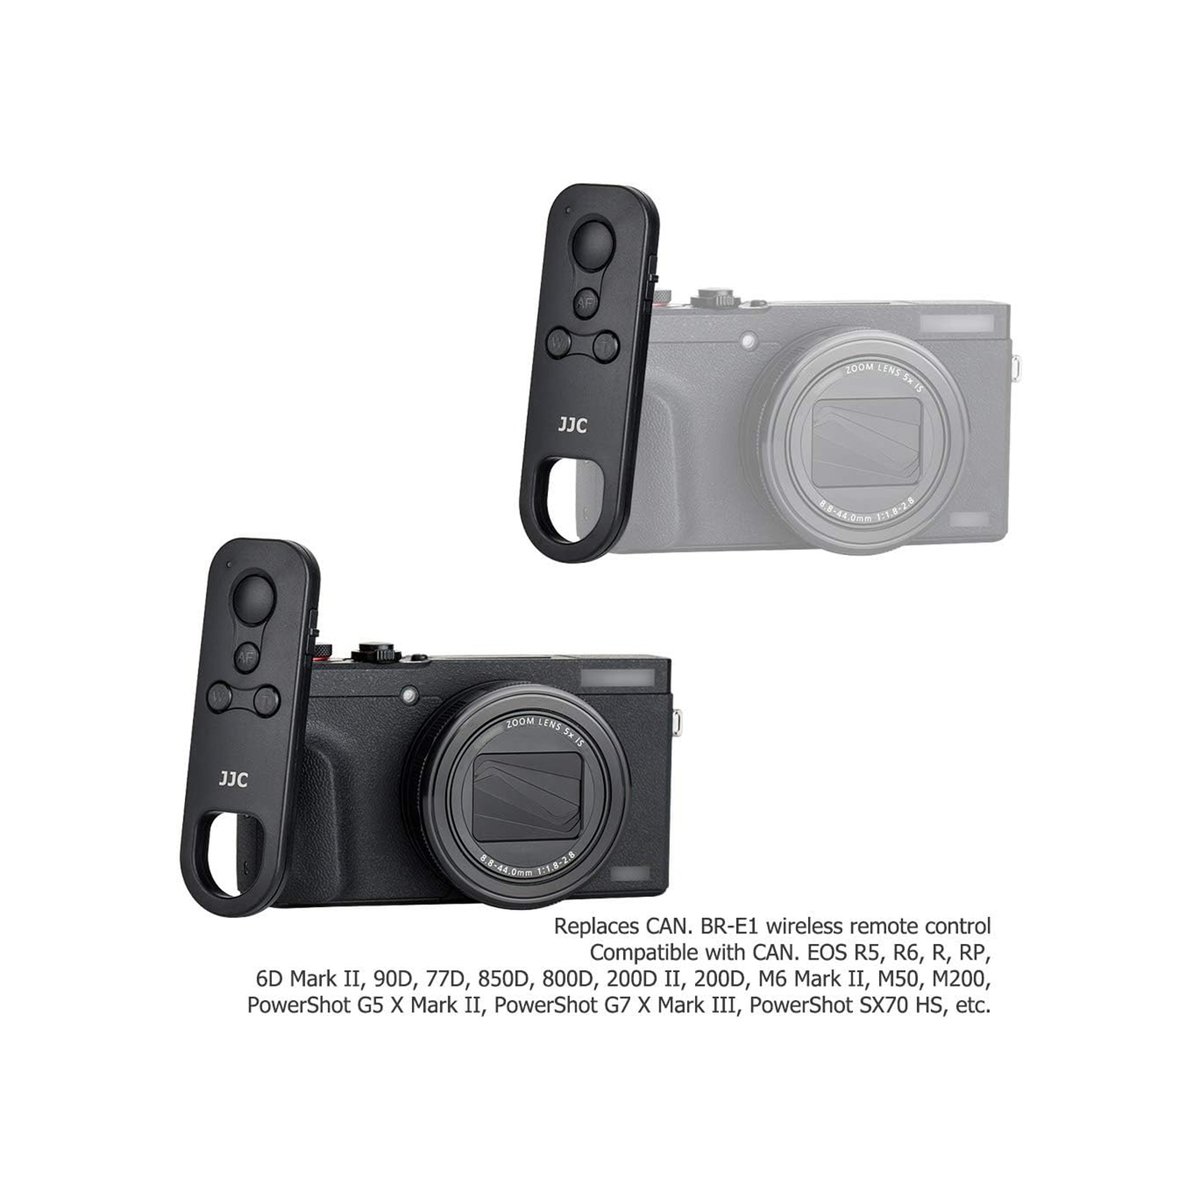 AF
W
T
JJC
ZOOM LENS 5x IS
8.8-44.0mm 1:1.8-2.8
AF
W
T
JJC
ZOOM LENS 5x IS
8.8-44.0mm 1:1.8-2.8
Replaces CAN. BR-E1 wireless remote control
Compatible with CAN. EOS R5, R6, R, RP,
6D Mark II, 90D, 77D, 850D, 800D, 200D II, 200D, M6 Mark II, M50, M200,
PowerShot G5 X Mark II, PowerShot G7 X Mark III, PowerShot SX70 HS, etc.